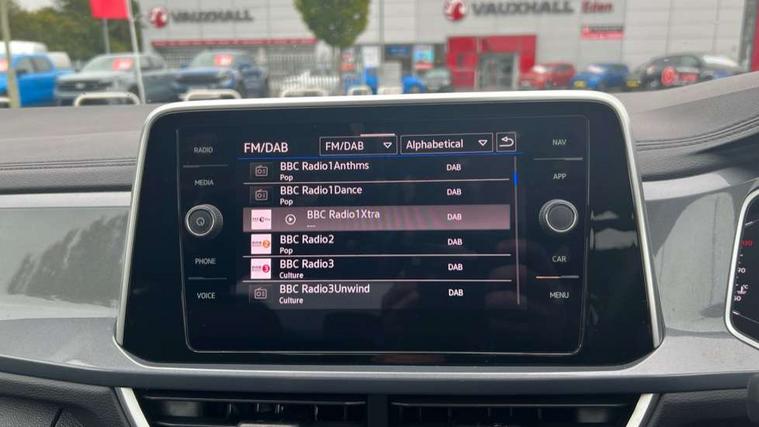 VAUXHALL
VAUXHALL
Eden
RADIO
MEDIA
PHONE
VOICE
FM/DAB
FM/DAB
Alphabetical
BBC Radio1Anthms
DAB
Pop
BBC Radio1Dance
DAB
Pop
BBC Radio1Xtra
DAB
---
BBC Radio2
DAB
Pop
BBC Radio3
DAB
Culture
BBC Radio3Unwind
DAB
Culture
NAV
APP
CAR
MENU